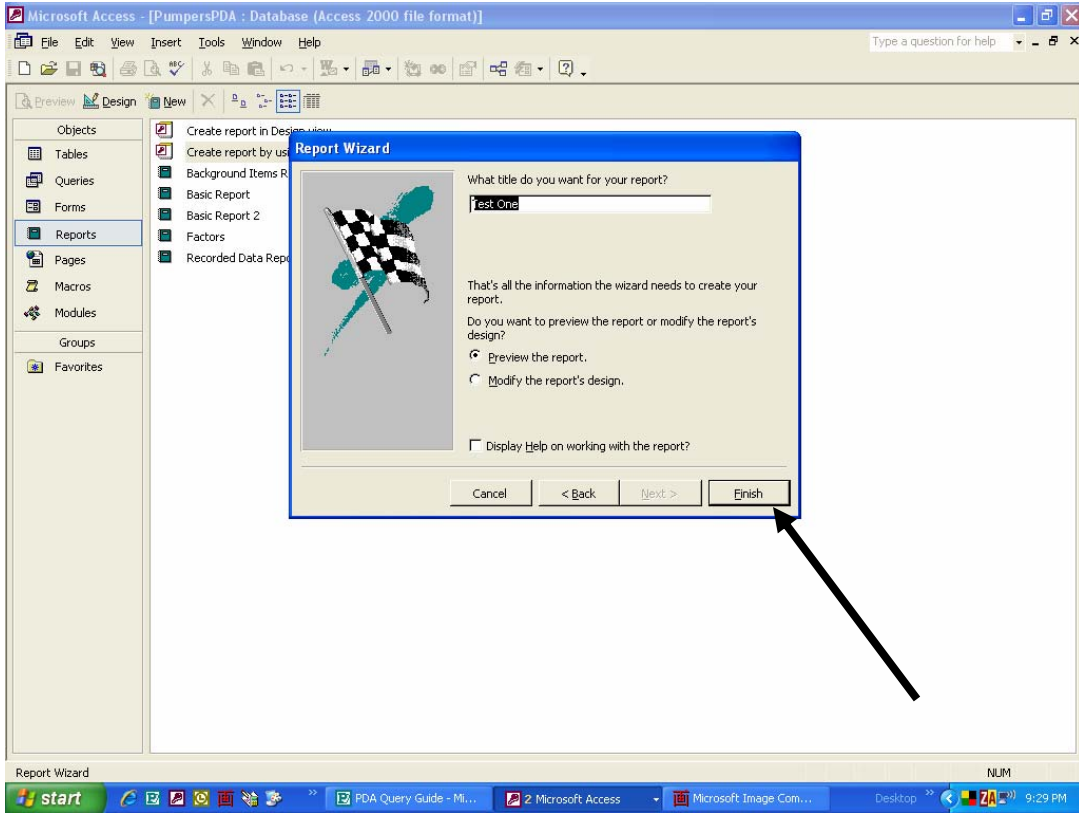 Microsoft Access - [PumpersPDA : Database (Access 2000 file format)]
File Edit View Insert Tools Window Help
Type a question for help
Preview Design New
Objects
Tables
Queries
Forms
Reports
Pages
Macros
Modules
Groups
Favorites
Create report in Design view
Create report by usi
Background Items R
Basic Report
Basic Report 2
Factors
Recorded Data Repo
Report Wizard
What title do you want for your report?
Test One
That's all the information the wizard needs to create your
report.
Do you want to preview the report or modify the report's
design?
Preview the report.
Modify the report's design.
Display Help on working with the report?
Cancel
< Back
Next >
Finish
Report Wizard
NUM
start
PDA Query Guide - Mi...
2 Microsoft Access
Microsoft Image Com...
Desktop
ZA
9:29 PM